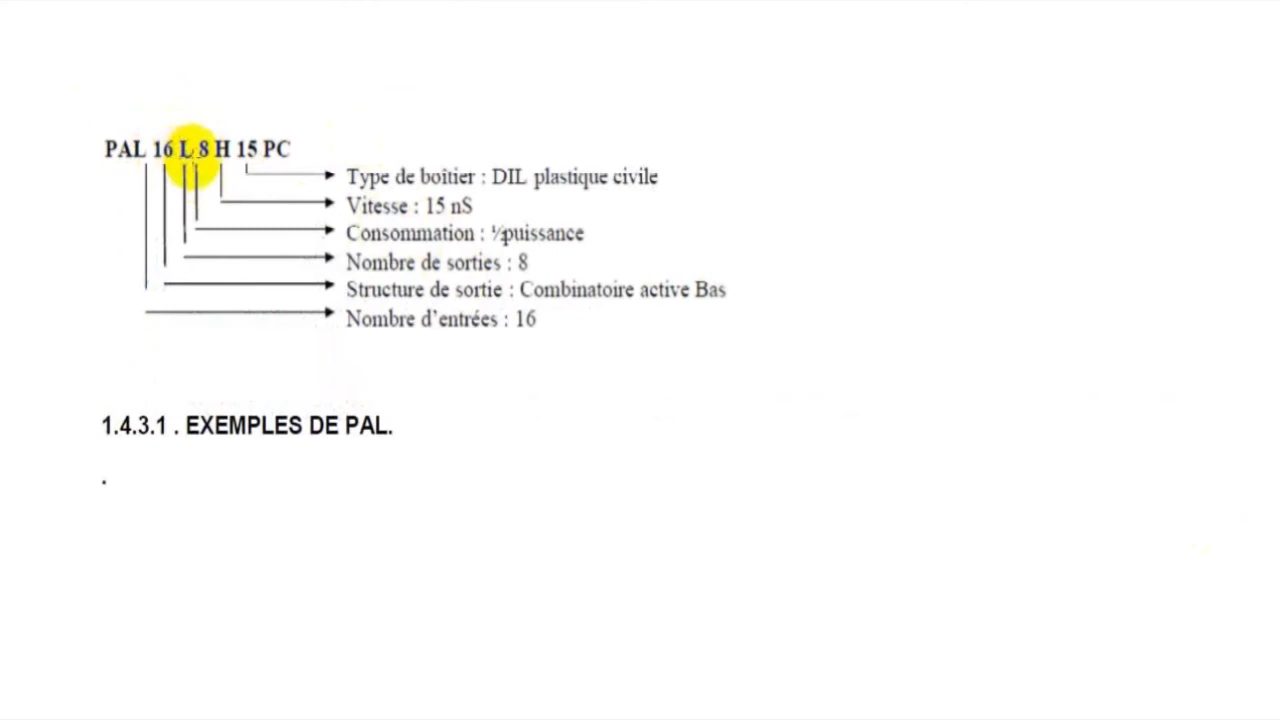 PAL 16 L 8 H 15 PC
Type de boîtier : DIL plastique civile
Vitesse : 15 nS
Consommation : ½puissance
Nombre de sorties : 8
Structure de sortie : Combinatoire active Bas
Nombre d'entrées : 16
1.4.3.1 . EXEMPLES DE PAL.
.